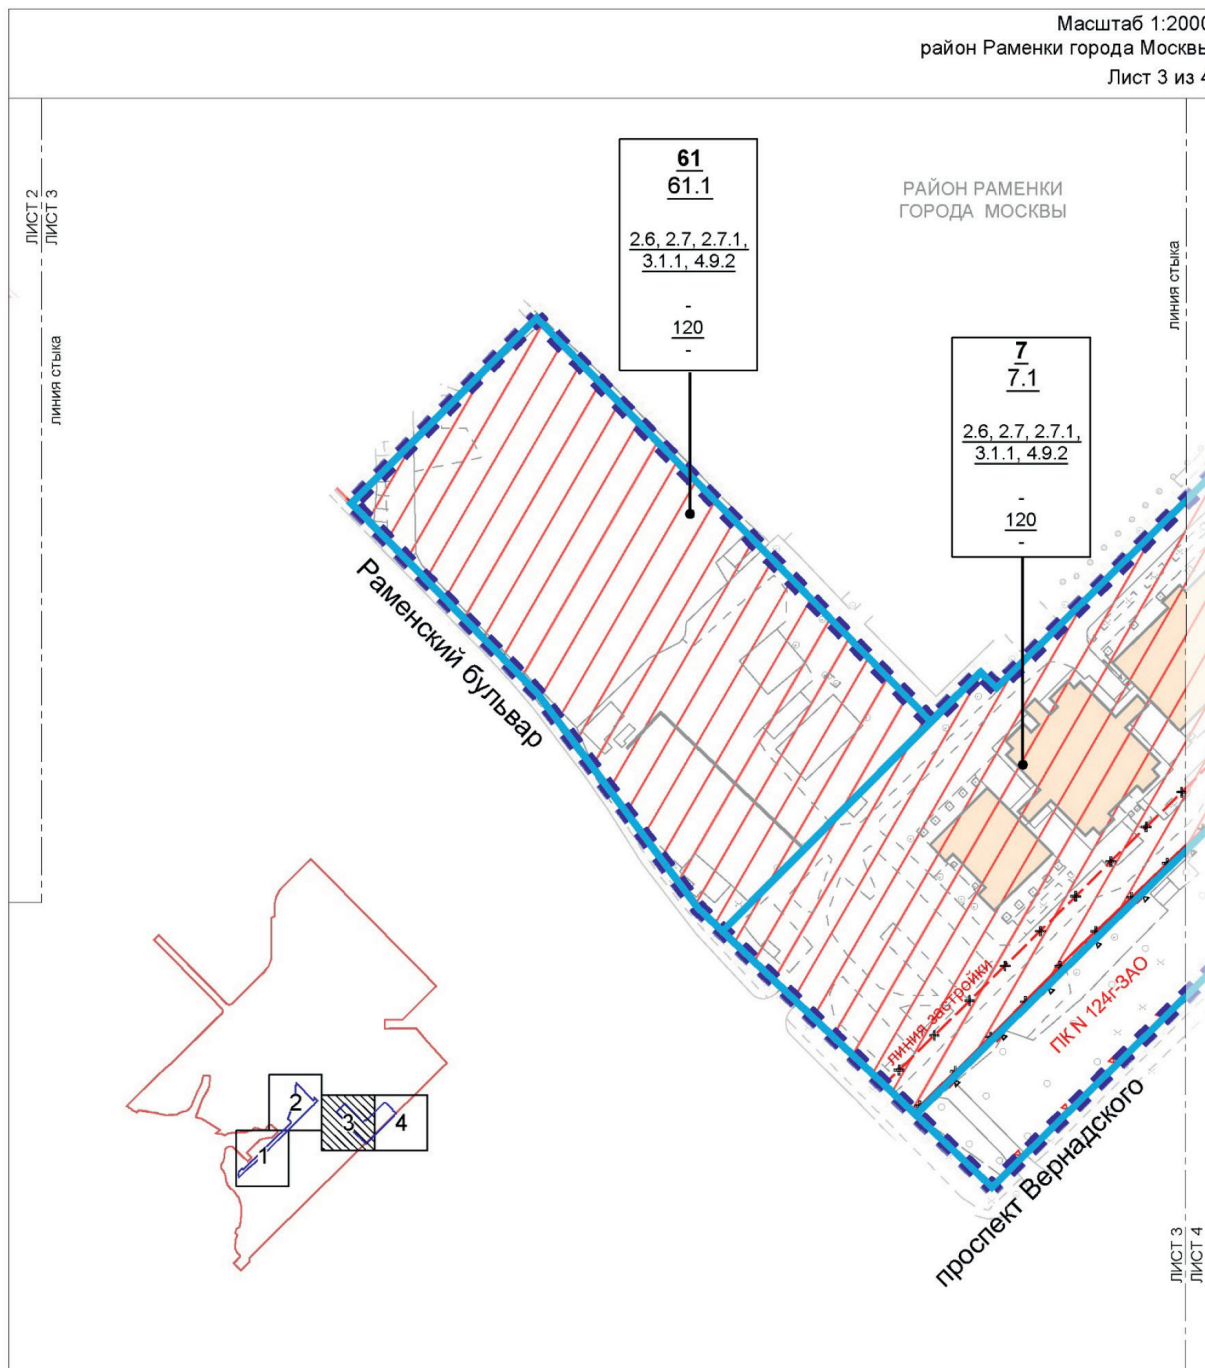 Масштаб 1:2000
район Раменки города Москвы
Лист 3 из 4
ЛИСТ 2
ЛИСТ 3
линия стыка
61
61.1
2.6, 2.7, 2.7.1,
3.1.1, 4.9.2
-
120
-
РАЙОН РАМЕНКИ
ГОРОДА МОСКВЫ
линия стыка
7
7.1
2.6, 2.7, 2.7.1,
3.1.1, 4.9.2
-
120
-
Раменский бульвар
линия застройки
ПК N 124г-ЗАО
проспект Вернадского
1
2
3
4
ЛИСТ 3
ЛИСТ 4